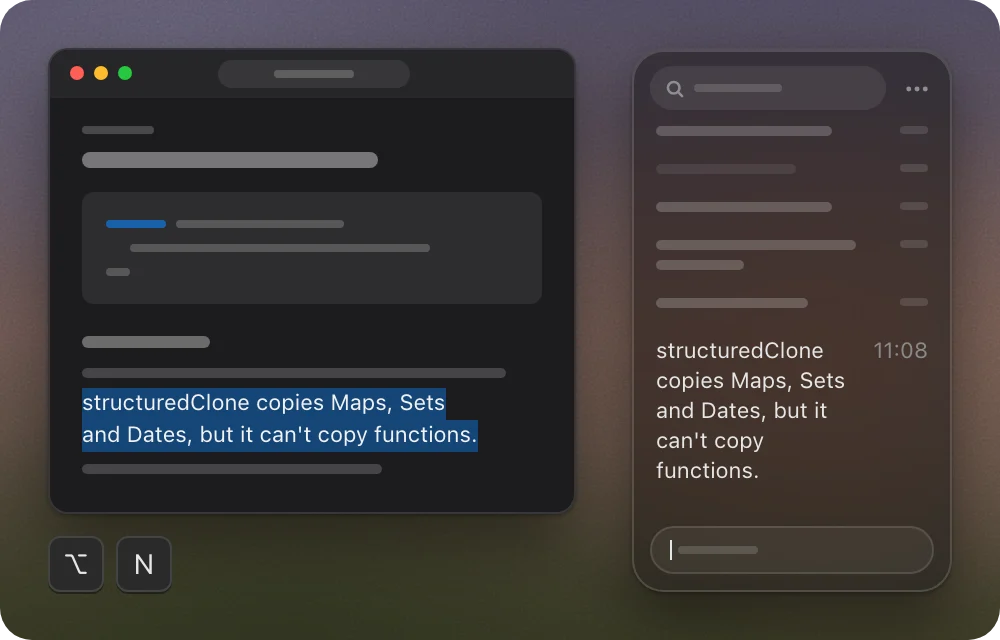 structuredClone copies Maps, Sets
and Dates, but it can't copy functions.
⌥ N
structuredClone 11:08
copies Maps, Sets
and Dates, but it
can't copy
functions.